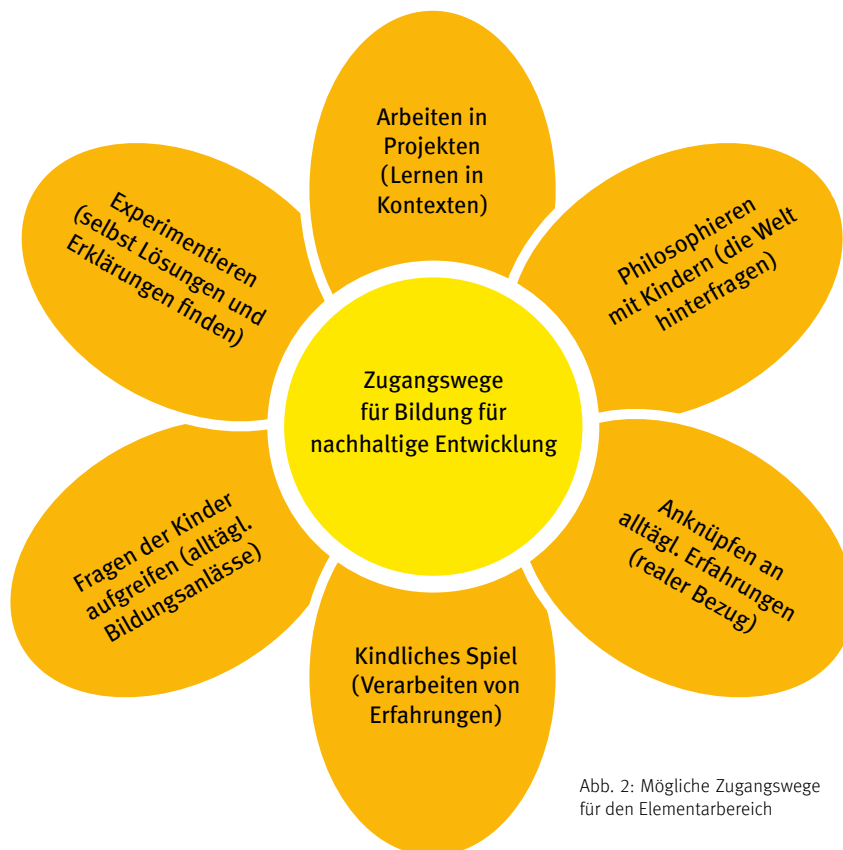 Arbeiten in
Projekten
(Lernen in
Kontexten)
Experimentieren
(selbst Lösungen und
Erklärungen finden)
Philosophieren
mit Kindern (die Welt
hinterfragen)
Zugangswege
für Bildung für
nachhaltige Entwicklung
Fragen der Kinder
aufgreifen (alltägl.
Bildungsanlässe)
Anknüpfen an
alltägl. Erfahrungen
(realer Bezug)
Kindliches Spiel
(Verarbeiten von
Erfahrungen)
Abb. 2: Mögliche Zugangswege
für den Elementarbereich